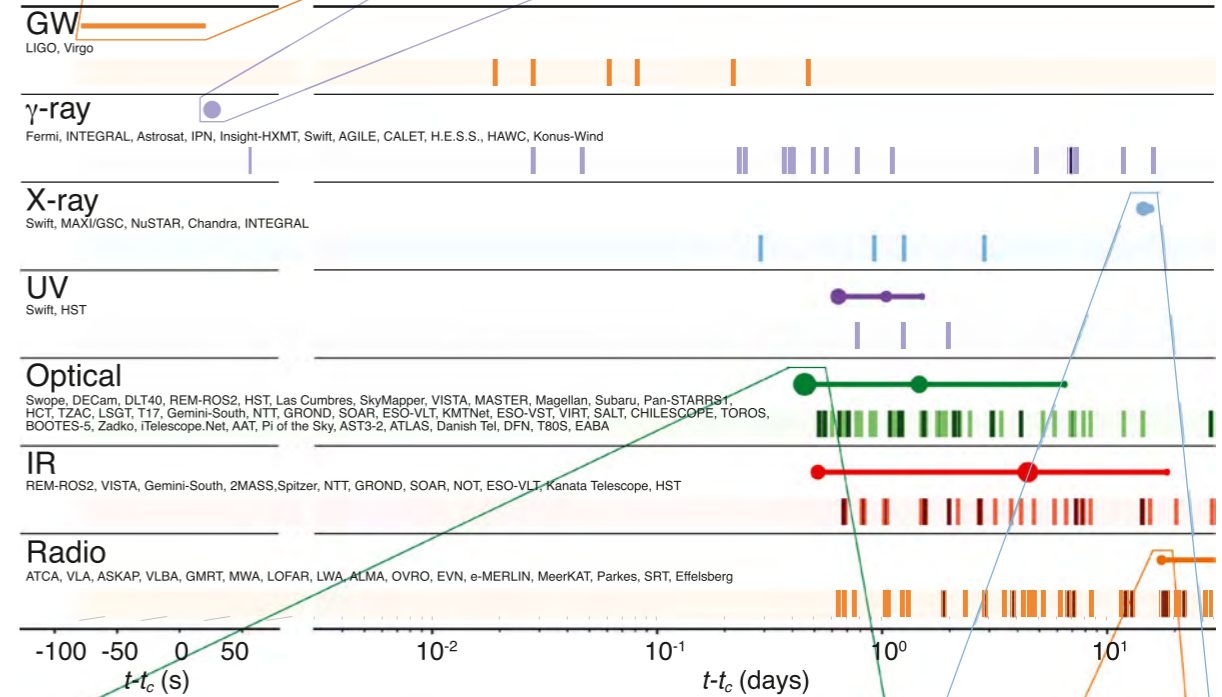 GW
LIGO, Virgo
γ-ray
Fermi, INTEGRAL, Astrosat, IPN, Insight-HXMT, Swift, AGILE, CALET, H.E.S.S., HAWC, Konus-Wind
X-ray
Swift, MAXI/GSC, NuSTAR, Chandra, INTEGRAL
UV
Swift, HST
Optical
Swope, DECam, DLT40, REM-ROS2, HST, Las Cumbres, SkyMapper, VISTA, MASTER, Magellan, Subaru, Pan-STARRS1,
HCT, TZAC, LSGT, T17, Gemini-South, NTT, GROND, SOAR, ESO-VLT, KMTNet, ESO-VST, VIRT, SALT, CHILESCOPE, TOROS,
BOOTES-5, Zadko, iTelescope.Net, AAT, Pi of the Sky, AST3-2, ATLAS, Danish Tel, DFN, T80S, EABA
IR
REM-ROS2, VISTA, Gemini-South, 2MASS,Spitzer, NTT, GROND, SOAR, NOT, ESO-VLT, Kanata Telescope, HST
Radio
ATCA, VLA, ASKAP, VLBA, GMRT, MWA, LOFAR, LWA, ALMA, OVRO, EVN, e-MERLIN, MeerKAT, Parkes, SRT, Effelsberg
-100 -50 0 50 10⁻² 10⁻¹ 10⁰ 10¹
t-t_c (s) t-t_c (days)